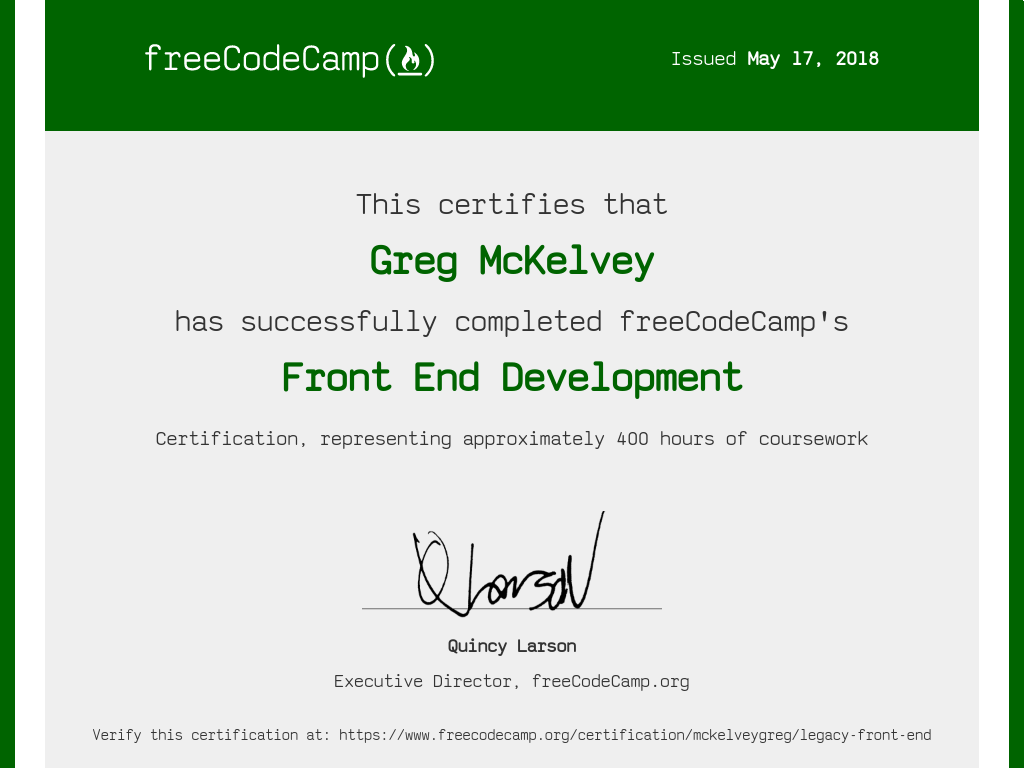 freeCodeCamp(🔥)
Issued May 17, 2018
This certifies that
Greg McKelvey
has successfully completed freeCodeCamp's
Front End Development
Certification, representing approximately 400 hours of coursework
Q Larson
Quincy Larson
Executive Director, freeCodeCamp.org
Verify this certification at: https://www.freecodecamp.org/certification/mckelveygreg/legacy-front-end